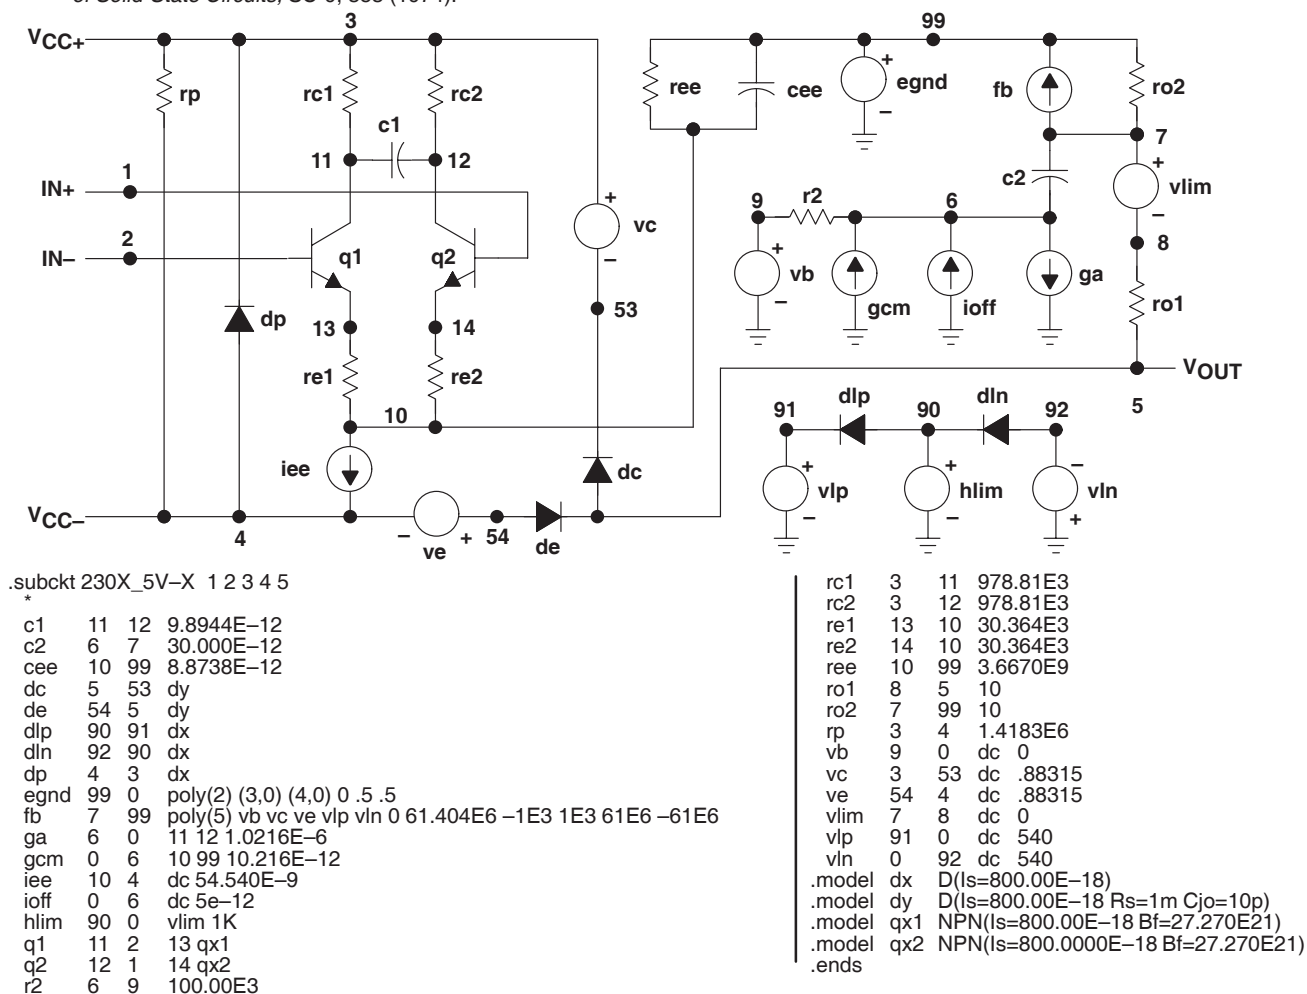 of Solid-State Circuits, SC-9, 353 (1974).
3
99
VCC+
rp
rc1
rc2
c1
11
12
ree
cee
egnd
+
−
fb
ro2
7
1
IN+
2
IN−
q1
q2
+
vc
−
c2
+
vlim
−
9
r2
6
8
+
vb
−
gcm
ioff
ga
ro1
53
dp
13
14
re1
re2
VOUT
5
10
91
dlp
90
dln
92
iee
dc
+
vlp
−
+
hlim
−
−
vln
+
VCC−
4
−
ve
+
54
de
.subckt 230X_5V−X 1 2 3 4 5
*
c1 11 12 9.8944E−12
c2 6 7 30.000E−12
cee 10 99 8.8738E−12
dc 5 53 dy
de 54 5 dy
dlp 90 91 dx
dln 92 90 dx
dp 4 3 dx
egnd 99 0 poly(2) (3,0) (4,0) 0 .5 .5
fb 7 99 poly(5) vb vc ve vlp vln 0 61.404E6 −1E3 1E3 61E6 −61E6
ga 6 0 11 12 1.0216E−6
gcm 0 6 10 99 10.216E−12
iee 10 4 dc 54.540E−9
ioff 0 6 dc 5e−12
hlim 90 0 vlim 1K
q1 11 2 13 qx1
q2 12 1 14 qx2
r2 6 9 100.00E3
rc1 3 11 978.81E3
rc2 3 12 978.81E3
re1 13 10 30.364E3
re2 14 10 30.364E3
ree 10 99 3.6670E9
ro1 8 5 10
ro2 7 99 10
rp 3 4 1.4183E6
vb 9 0 dc 0
vc 3 53 dc .88315
ve 54 4 dc .88315
vlim 7 8 dc 0
vlp 91 0 dc 540
vln 0 92 dc 540
.model dx D(Is=800.00E−18)
.model dy D(Is=800.00E−18 Rs=1m Cjo=10p)
.model qx1 NPN(Is=800.00E−18 Bf=27.270E21)
.model qx2 NPN(Is=800.0000E−18 Bf=27.270E21)
.ends